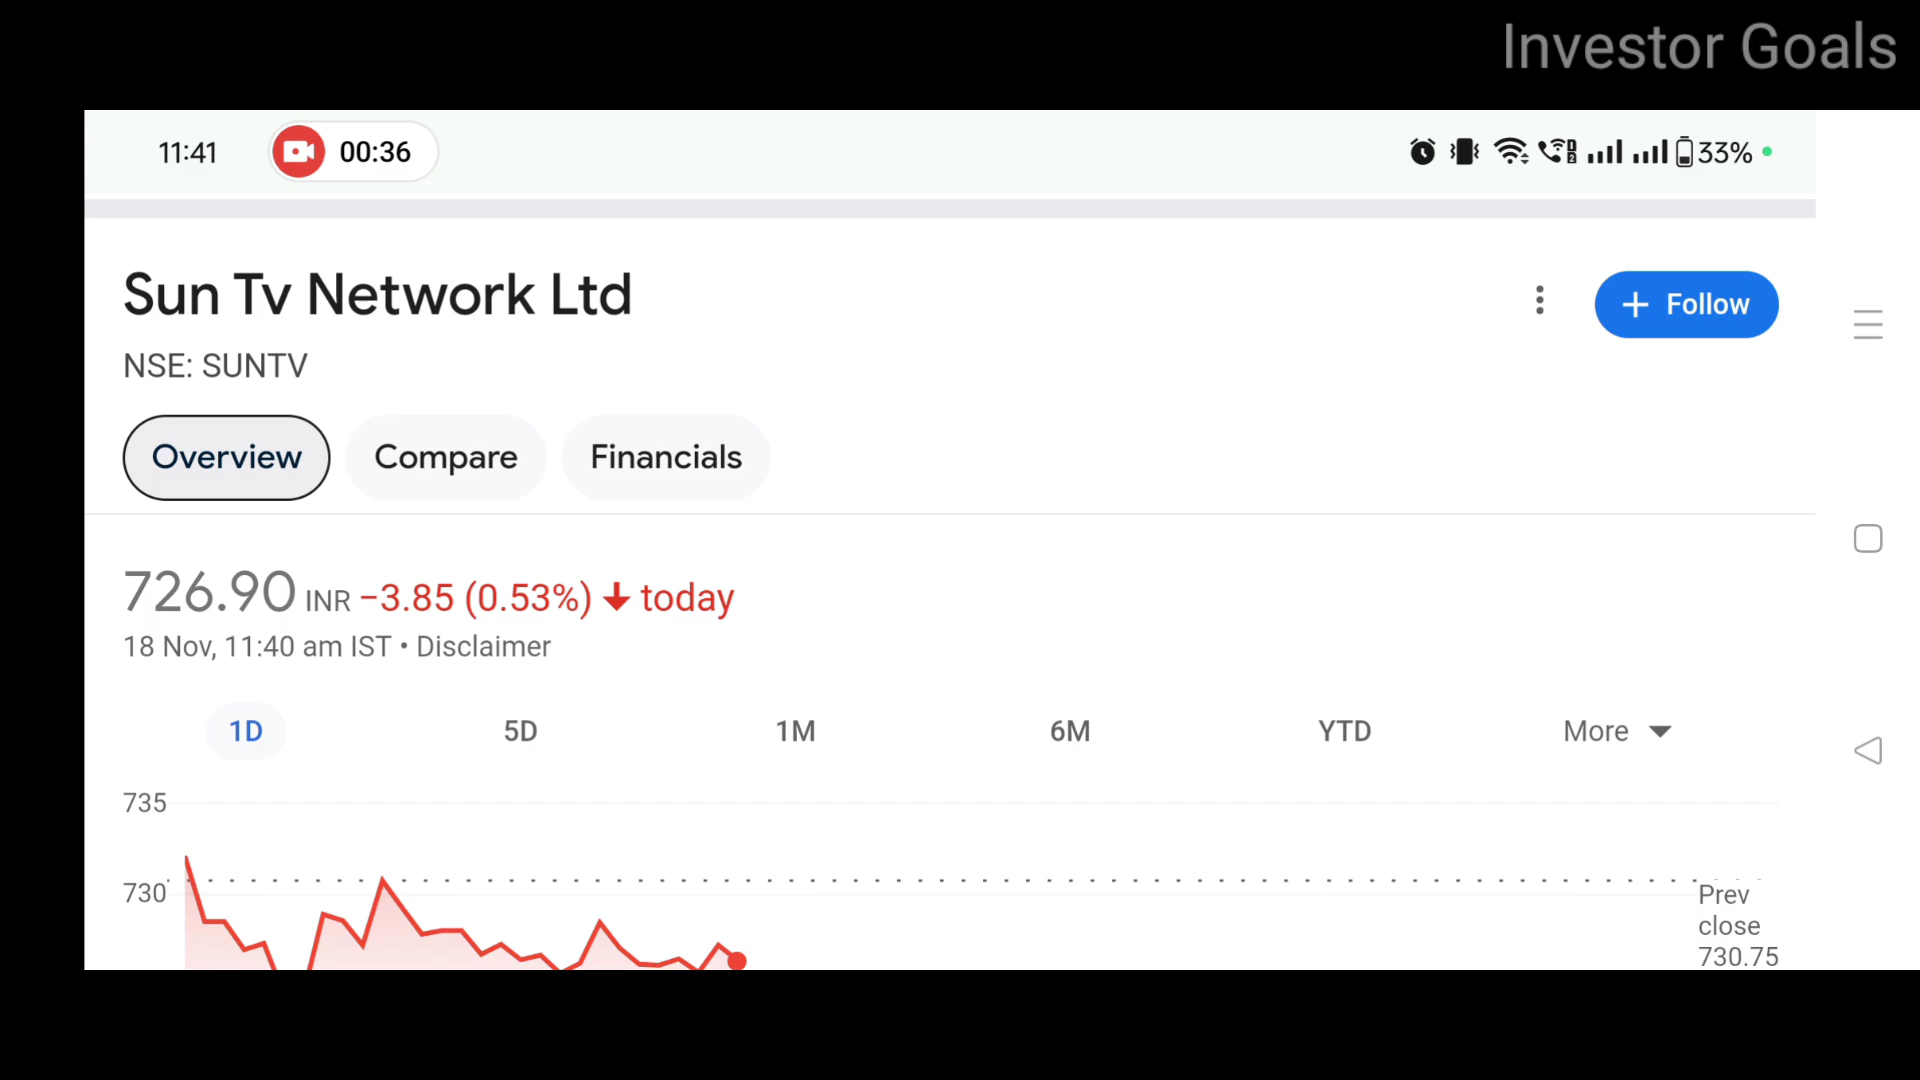 Investor Goals
11:41 00:36 33%
Sun Tv Network Ltd
+ Follow
NSE: SUNTV
Overview Compare Financials
726.90 INR −3.85 (0.53%) ↓ today
18 Nov, 11:40 am IST • Disclaimer
1D 5D 1M 6M YTD More
735
730
Prev
close
730.75